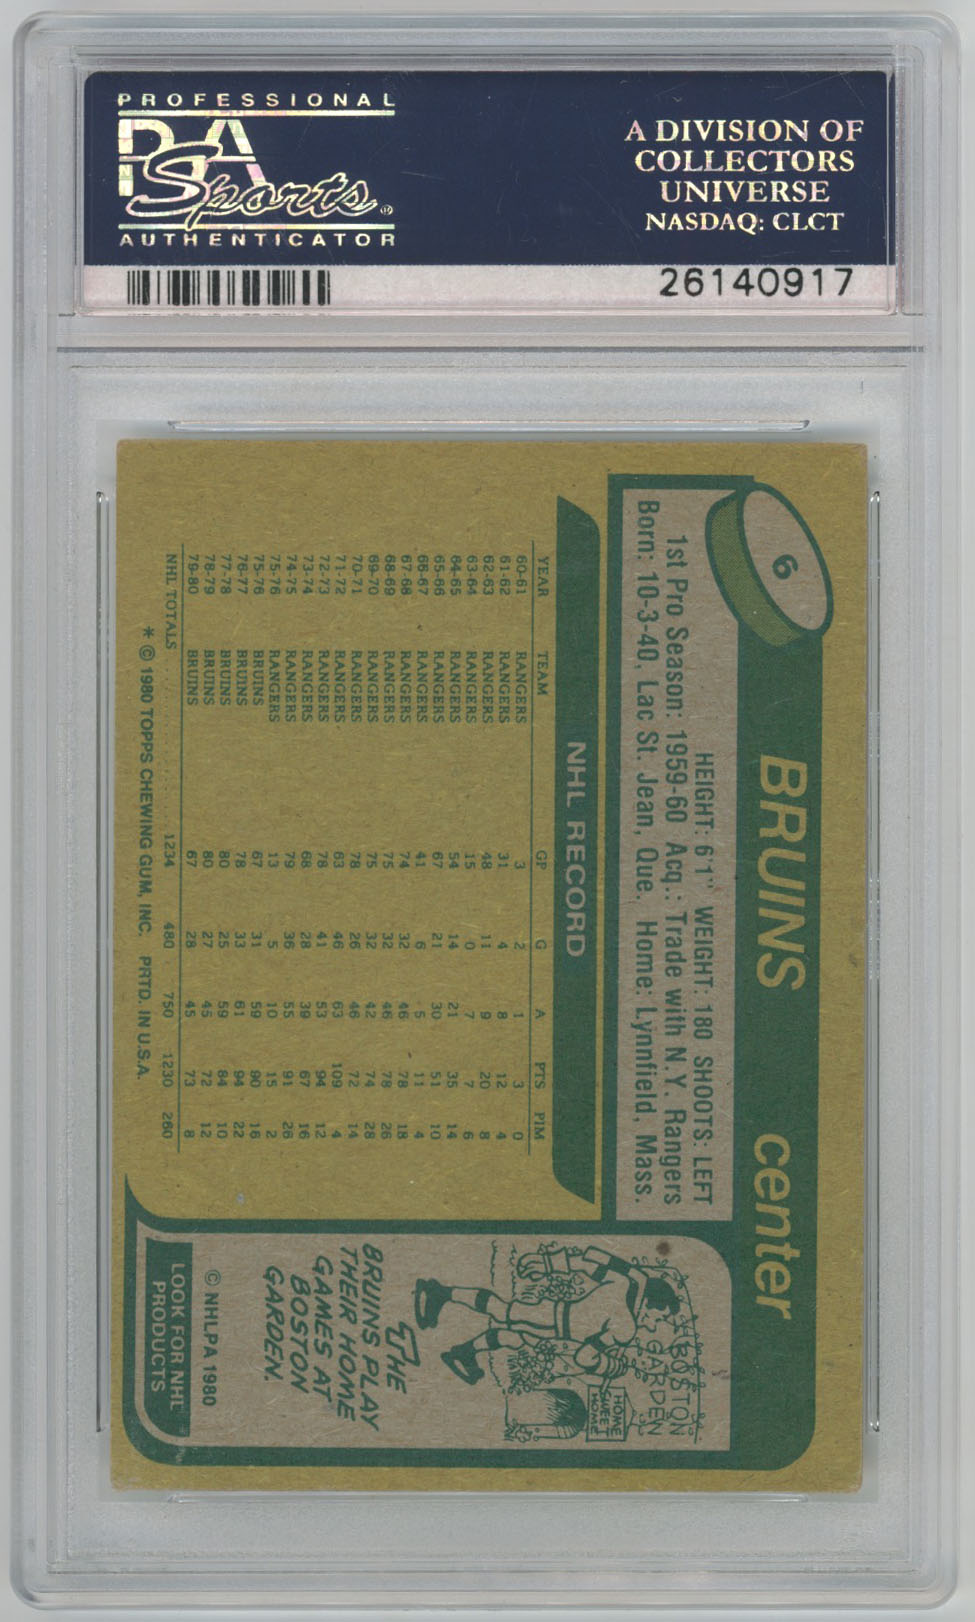 PROFESSIONAL
PSA
Sports
AUTHENTICATOR
A DIVISION OF
COLLECTORS
UNIVERSE
NASDAQ: CLCT
26140917
6
BRUINS center
HEIGHT: 6'1" WEIGHT: 180 SHOOTS: LEFT
1st Pro Season: 1959-60 Acq.: Trade with N.Y. Rangers
Born: 10-3-40, Lac St. Jean, Que. Home: Lynnfield, Mass.
NHL RECORD
YEAR TEAM GP G A PTS PIM
60-61 RANGERS 3 2 1 3 0
61-62 RANGERS 31 4 8 12 4
62-63 RANGERS 48 11 9 20 8
63-64 RANGERS 15 0 7 7 6
64-65 RANGERS 54 14 21 35 14
65-66 RANGERS 67 21 30 51 10
66-67 RANGERS 41 6 5 11 4
67-68 RANGERS 74 32 46 78 18
68-69 RANGERS 75 32 46 78 26
69-70 RANGERS 75 32 42 74 28
70-71 RANGERS 78 26 46 72 14
71-72 RANGERS 63 46 63 109 4
72-73 RANGERS 78 41 53 94 12
73-74 RANGERS 68 28 39 67 16
74-75 RANGERS 79 36 55 91 26
75-76 RANGERS 13 5 10 15 2
75-76 BRUINS 67 31 59 90 16
76-77 BRUINS 78 33 61 94 22
77-78 BRUINS 80 25 59 84 10
78-79 BRUINS 80 27 45 72 12
79-80 BRUINS 67 28 45 73 8
NHL TOTALS 1234 480 750 1230 260
* © 1980 TOPPS CHEWING GUM, INC. PRTD. IN U.S.A.
BOSTON
GARDEN
HOME
SWEET
HOME
THE
BRUINS PLAY
THEIR HOME
GAMES AT
BOSTON
GARDEN.
© NHLPA 1980
LOOK FOR NHL
PRODUCTS